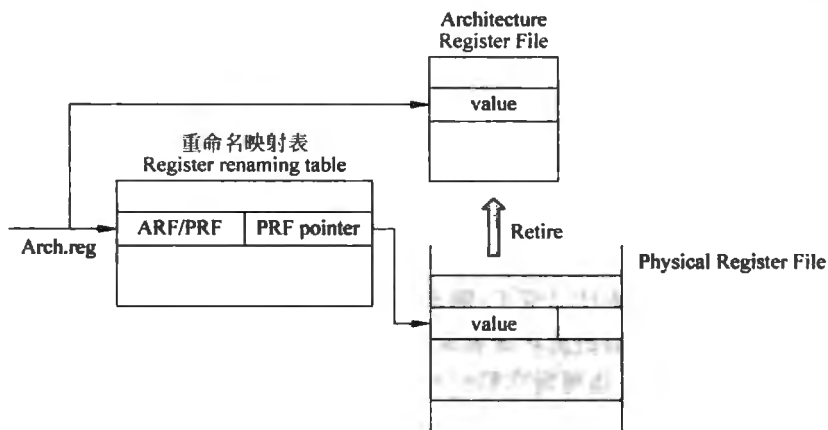 Architecture
Register File
value
重命名映射表
Register renaming table
ARF/PRF
PRF pointer
Arch.reg
Retire
Physical Register File
value